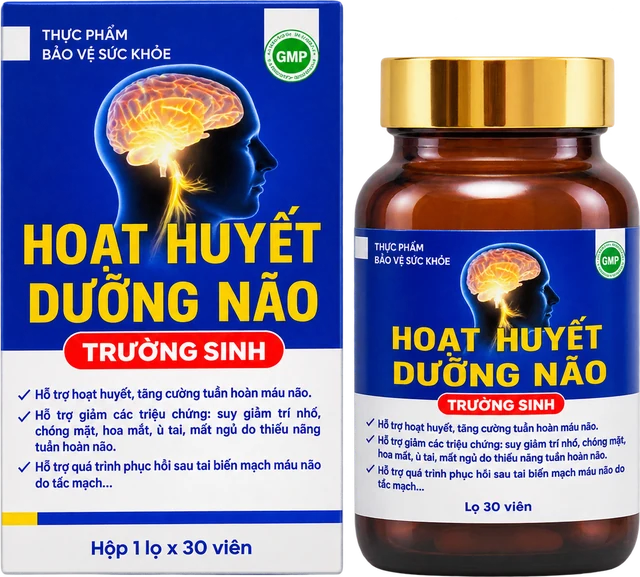 THỰC PHẨM
BẢO VỆ SỨC KHỎE
GMP
HOẠT HUYẾT
DƯỠNG NÃO
TRƯỜNG SINH
Hỗ trợ hoạt huyết, tăng cường tuần hoàn máu não.
Hỗ trợ giảm các triệu chứng: suy giảm trí nhớ,
chóng mặt, hoa mắt, ù tai, mất ngủ do thiểu năng
tuần hoàn não.
Hỗ trợ quá trình phục hồi sau tai biến mạch máu não
do tắc mạch...
Hộp 1 lọ x 30 viên
THỰC PHẨM
BẢO VỆ SỨC KHỎE
GMP
HOẠT HUYẾT
DƯỠNG NÃO
TRƯỜNG SINH
Hỗ trợ hoạt huyết, tăng cường tuần hoàn máu não.
Hỗ trợ giảm các triệu chứng: suy giảm trí nhớ, chóng mặt,
hoa mắt, ù tai, mất ngủ do thiểu năng tuần hoàn não.
Hỗ trợ quá trình phục hồi sau tai biến mạch máu não do
tắc mạch...
Lọ 30 viên